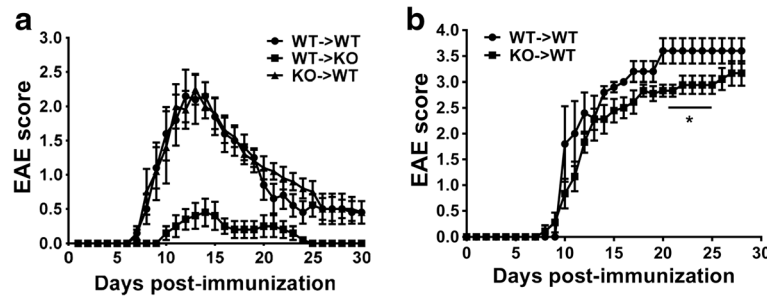 a
WT->WT
WT->KO
KO->WT
EAE score
3.0
2.5
2.0
1.5
1.0
0.5
0.0
0 5 10 15 20 25 30
Days post-immunization
b
WT->WT
KO->WT
EAE score
4.0
3.5
3.0
2.5
2.0
1.5
1.0
0.5
0.0
*
0 5 10 15 20 25 30
Days post-immunization